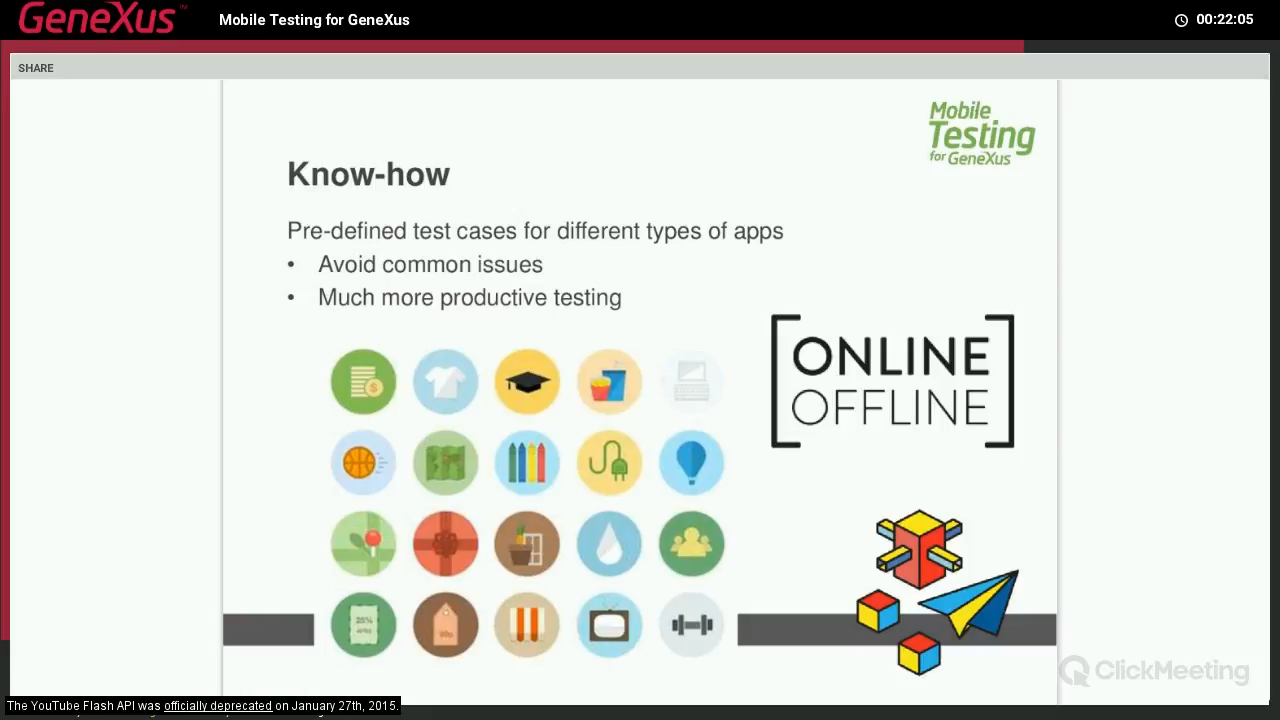 GeneXus™
Mobile Testing for GeneXus
00:22:05
SHARE
Mobile
Testing
for GeneXus
Know-how
Pre-defined test cases for different types of apps
• Avoid common issues
• Much more productive testing
ONLINE
OFFLINE
ClickMeeting
The YouTube Flash API was officially deprecated on January 27th, 2015.